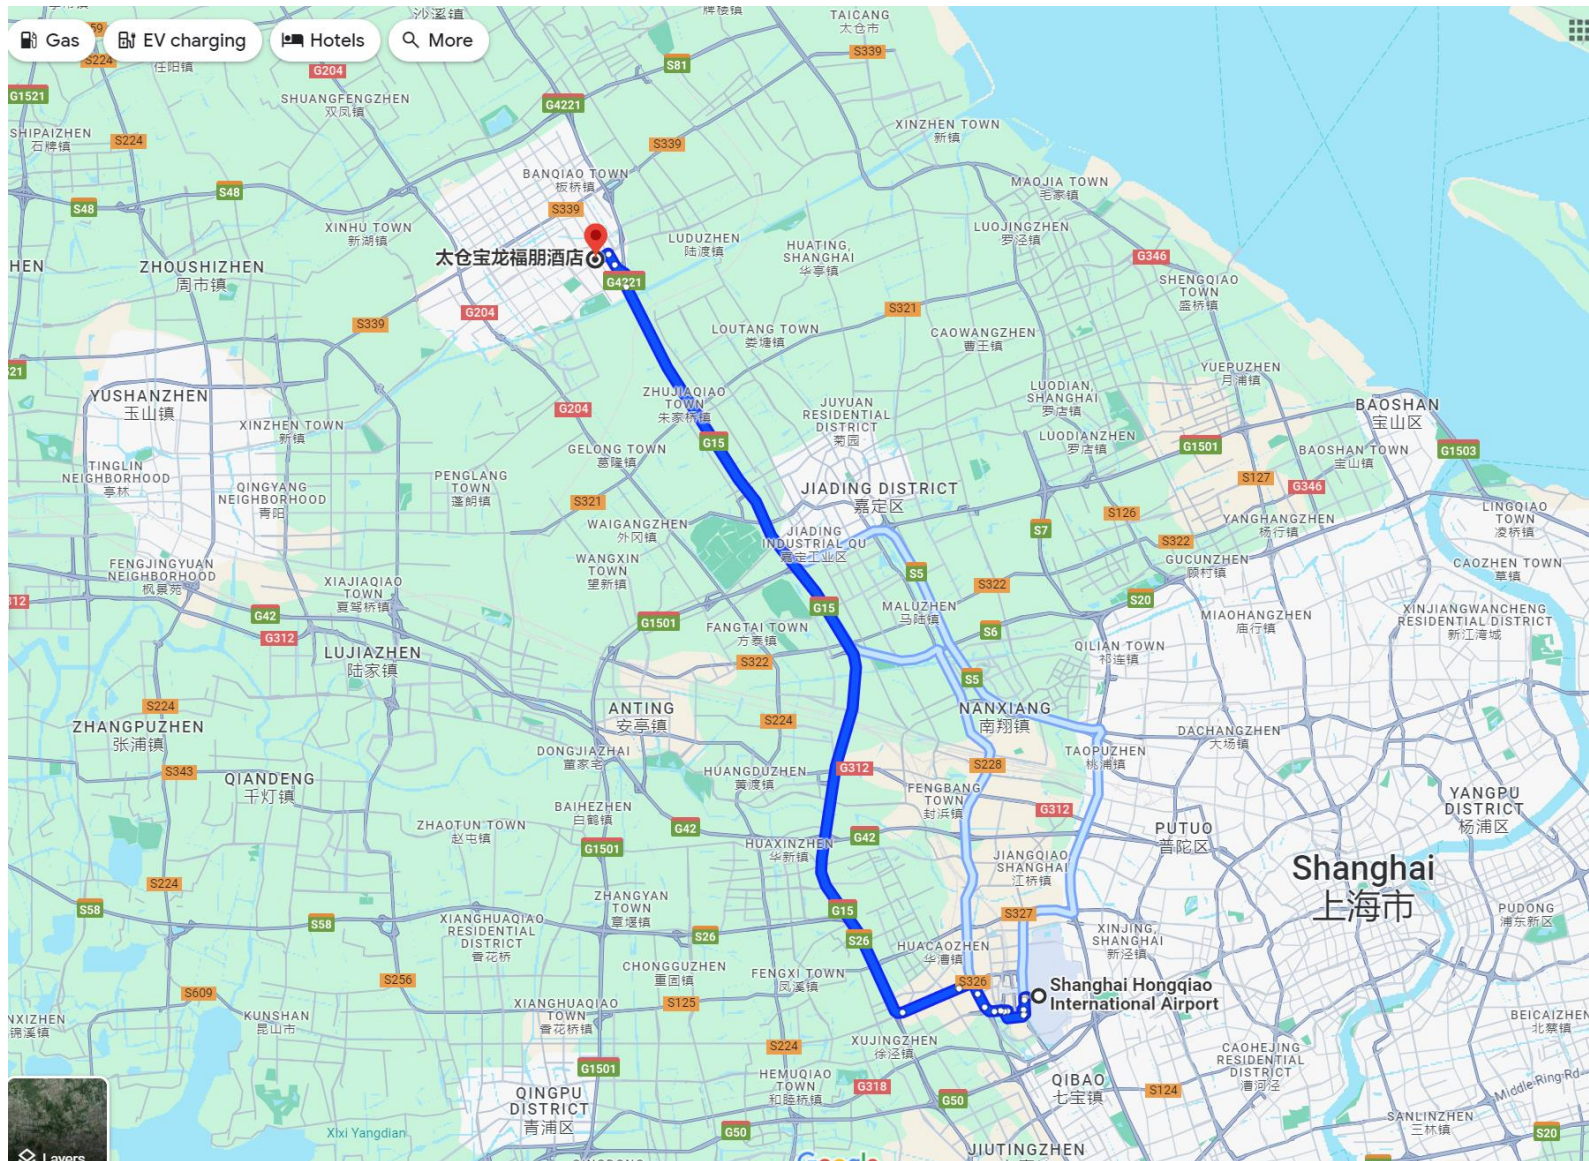 沙溪镇
牌楼镇
TAICANG
太仓市
Gas
EV charging
Hotels
More
S59
S224
任阳镇
G204
S81
S339
G1521
SHUANGFENGZHEN
双凤镇
G4221
SHIPAIZHEN
石牌镇
S224
S339
XINZHEN TOWN
新镇
BANQIAO TOWN
板桥镇
S48
S48
S339
MAOJIA TOWN
毛家镇
XINHU TOWN
新湖镇
LUDUZHEN
陆渡镇
HUATING,
SHANGHAI
华亭镇
LUOJINGZHEN
罗泾镇
太仓宝龙福朋酒店
G346
ZHOUSHIZHEN
周市镇
G4221
SHENGQIAO
TOWN
盛桥镇
G204
S339
LOUTANG TOWN
娄塘镇
S321
CAOWANGZHEN
曹王镇
YUEPUZHEN
月浦镇
YUSHANZHEN
玉山镇
ZHUJIAQIAO
TOWN
朱家桥镇
G204
JUYUAN
RESIDENTIAL
DISTRICT
菊园
LUODIAN,
SHANGHAI
罗店镇
BAOSHAN
宝山区
XINZHEN TOWN
新镇
GELONG TOWN
葛隆镇
G15
LUODIANZHEN
罗店镇
G1501
BAOSHAN TOWN
宝山镇
G1503
TINGLIN
NEIGHBORHOOD
亭林
QINGYANG
NEIGHBORHOOD
青阳
PENGLANG
TOWN
蓬朗镇
S321
JIADING DISTRICT
嘉定区
S127
G346
WAIGANGZHEN
外冈镇
JIADING
INDUSTRIAL QU
嘉定工业区
S7
S126
YANGHANGZHEN
杨行镇
LINGQIAO
TOWN
凌桥镇
S322
FENGJINGYUAN
NEIGHBORHOOD
枫景苑
WANGXIN
TOWN
望新镇
S5
S322
GUCUNZHEN
顾村镇
CAOZHEN TOWN
草镇
XIAJIAQIAO
TOWN
夏驾桥镇
G312
G42
G312
G1501
FANGTAI TOWN
方泰镇
G15
MALUZHEN
马陆镇
S20
S6
MIAOHANGZHEN
庙行镇
XINJIANGWANCHENG
RESIDENTIAL DISTRICT
新江湾城
LUJIAZHEN
陆家镇
S322
QILIAN TOWN
祁连镇
S5
S224
ZHANGPUZHEN
张浦镇
ANTING
安亭镇
S224
NANXIANG
南翔镇
DACHANGZHEN
大场镇
DONGJIAZHAI
董家宅
S343
QIANDENG
千灯镇
HUANGDUZHEN
黄渡镇
G312
S228
TAOPUZHEN
桃浦镇
FENGBANG
TOWN
封浜镇
G312
YANGPU
DISTRICT
杨浦区
BAIHEZHEN
白鹤镇
ZHAOTUN TOWN
赵屯镇
G42
G42
PUTUO
普陀区
G1501
HUAXINZHEN
华新镇
JIANGQIAO,
SHANGHAI
江桥镇
Shanghai
上海市
S224
ZHANGYAN
TOWN
章堰镇
S58
S58
XIANGHUAQIAO
RESIDENTIAL
DISTRICT
香花桥
G15
S327
PUDONG
浦东新区
S26
S26
HUACAOZHEN
华漕镇
XINJING,
SHANGHAI
新泾镇
S256
CHONGGUZHEN
重固镇
FENGXI TOWN
凤溪镇
S326
Shanghai Hongqiao
International Airport
S609
XIANGHUAQIAO
TOWN
香花桥镇
S125
KUNSHAN
昆山市
锦溪镇
BEICAIZHEN
北蔡镇
S224
XUJINGZHEN
徐泾镇
CAOHEJING
RESIDENTIAL
DISTRICT
漕河泾
G1501
HEMUQIAO
TOWN
和睦桥镇
G318
QIBAO
七宝镇
S124
Middle Ring Rd
QINGPU
DISTRICT
青浦区
G50
G50
SANLINZHEN
三林镇
S20
Xixi Yangdian
JIUTINGZHEN
Layers
Google